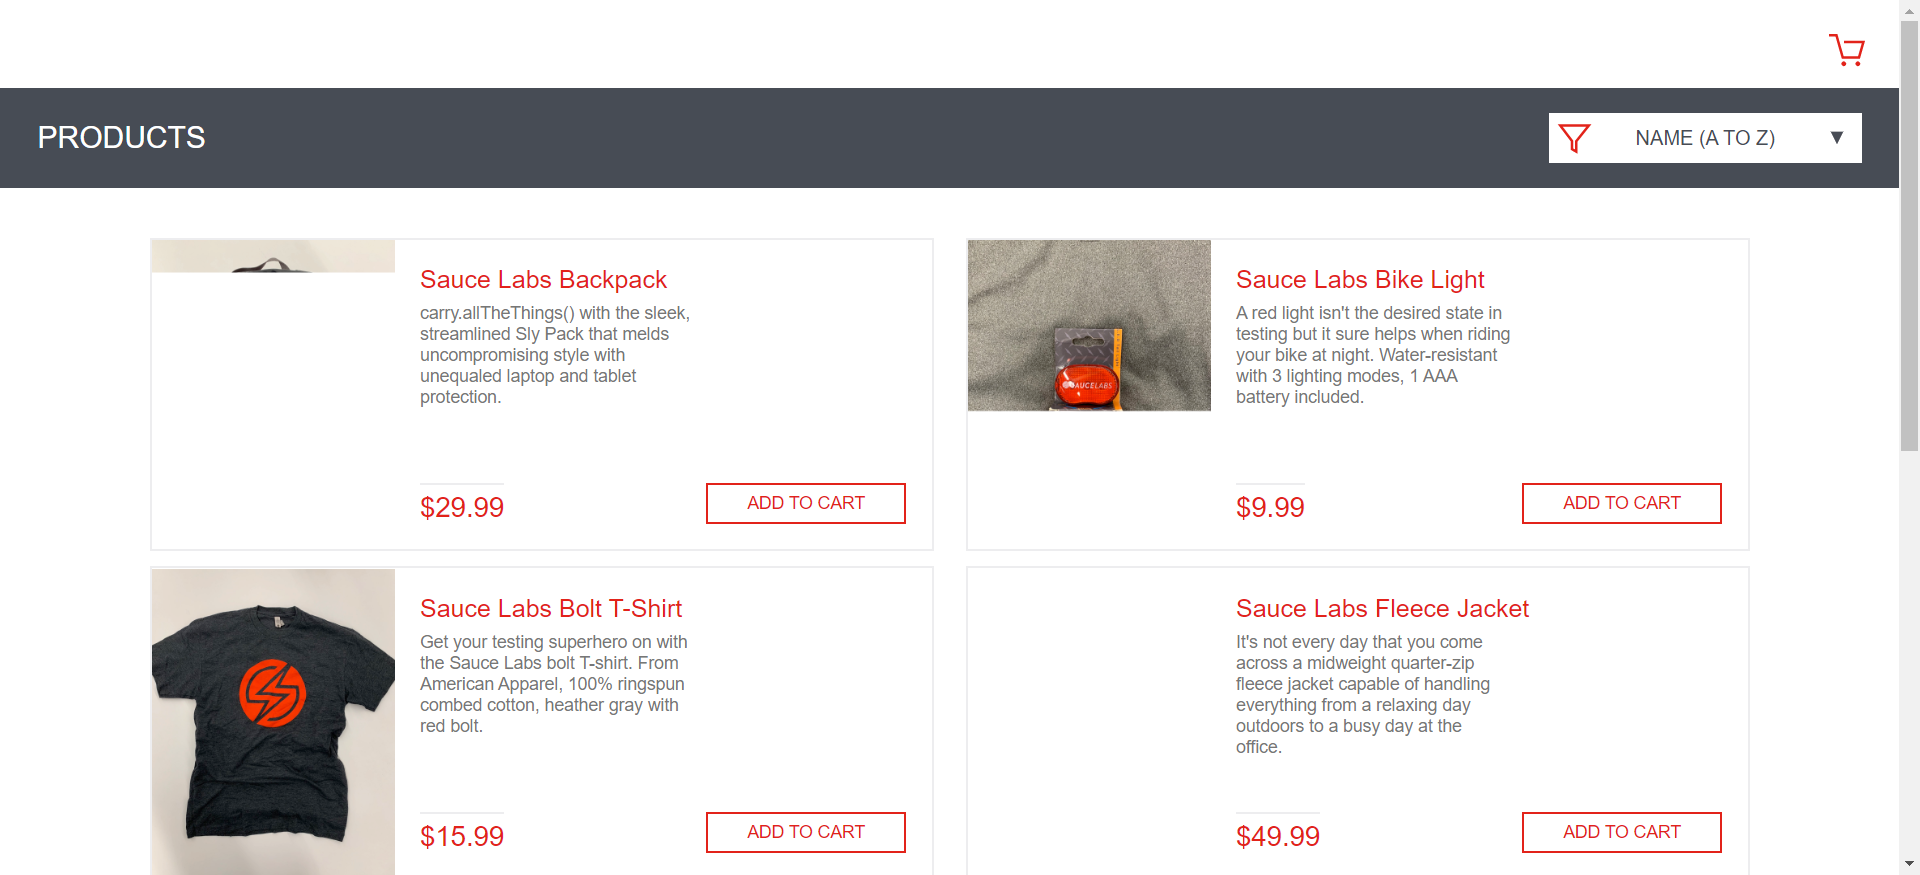 PRODUCTS
NAME (A TO Z)
Sauce Labs Backpack
carry.allTheThings() with the sleek,
streamlined Sly Pack that melds
uncompromising style with
unequaled laptop and tablet
protection.
$29.99
ADD TO CART
Sauce Labs Bike Light
A red light isn't the desired state in
testing but it sure helps when riding
your bike at night. Water-resistant
with 3 lighting modes, 1 AAA
battery included.
$9.99
ADD TO CART
SAUCELABS
Sauce Labs Bolt T-Shirt
Get your testing superhero on with
the Sauce Labs bolt T-shirt. From
American Apparel, 100% ringspun
combed cotton, heather gray with
red bolt.
$15.99
ADD TO CART
Sauce Labs Fleece Jacket
It's not every day that you come
across a midweight quarter-zip
fleece jacket capable of handling
everything from a relaxing day
outdoors to a busy day at the
office.
$49.99
ADD TO CART